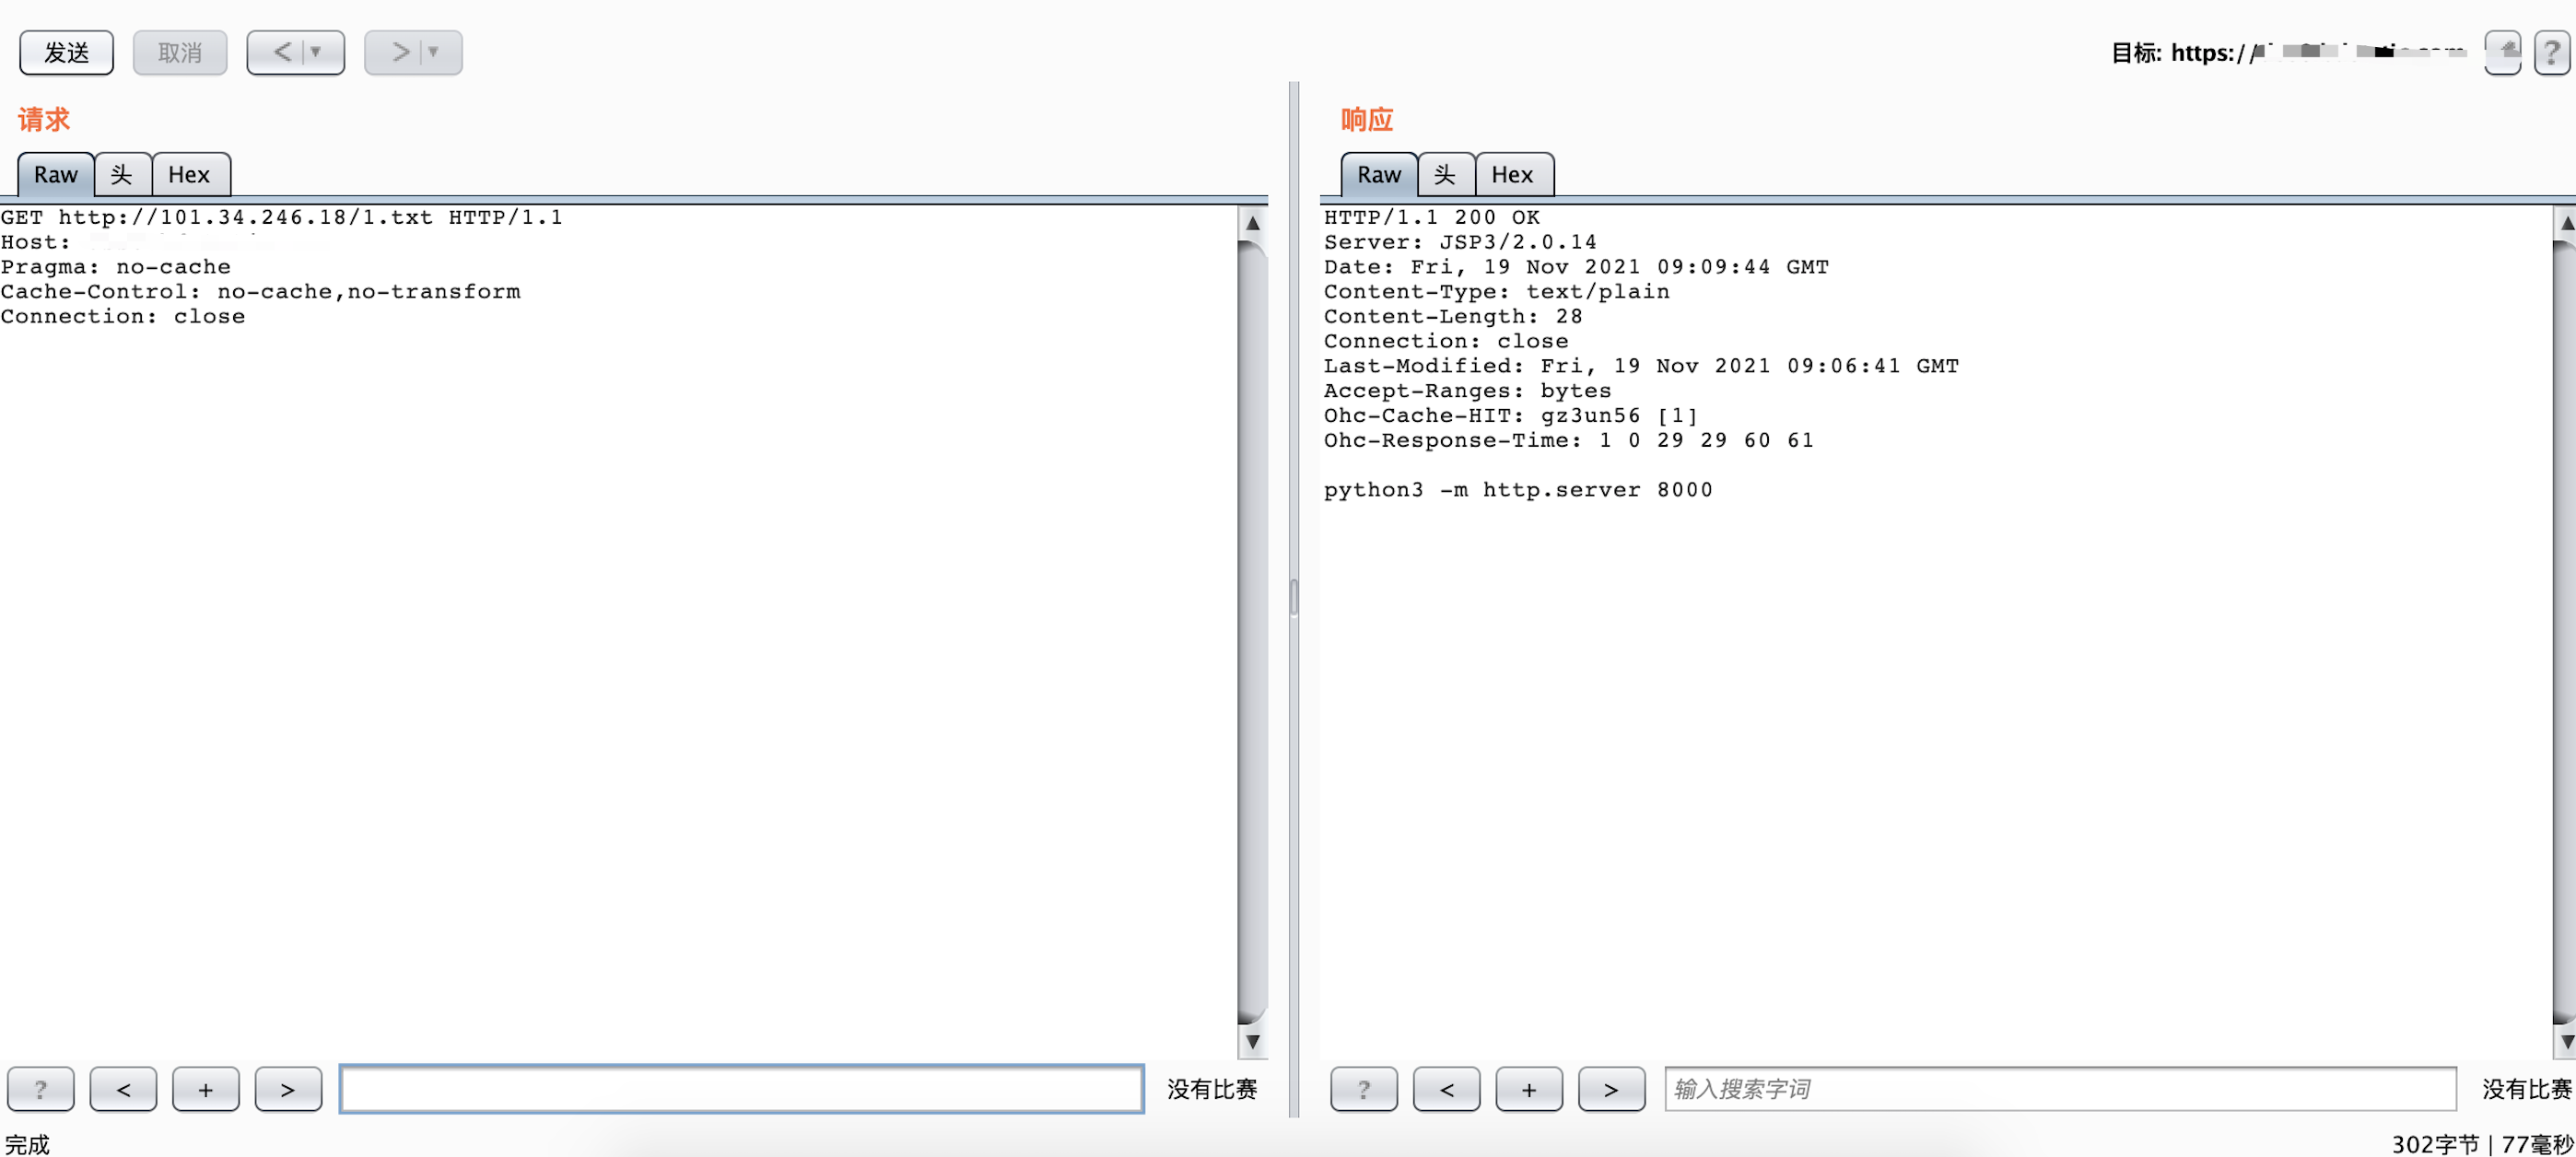 发送 取消 < ▼ > ▼ 目标: https:// ?
请求
Raw 头 Hex
GET http://101.34.246.18/1.txt HTTP/1.1
Host:
Pragma: no-cache
Cache-Control: no-cache,no-transform
Connection: close
? < + > 没有比赛
完成
响应
Raw 头 Hex
HTTP/1.1 200 OK
Server: JSP3/2.0.14
Date: Fri, 19 Nov 2021 09:09:44 GMT
Content-Type: text/plain
Content-Length: 28
Connection: close
Last-Modified: Fri, 19 Nov 2021 09:06:41 GMT
Accept-Ranges: bytes
Ohc-Cache-HIT: gz3un56 [1]
Ohc-Response-Time: 1 0 29 29 60 61
python3 -m http.server 8000
? < + > 输入搜索字词 没有比赛
302字节 | 77毫秒